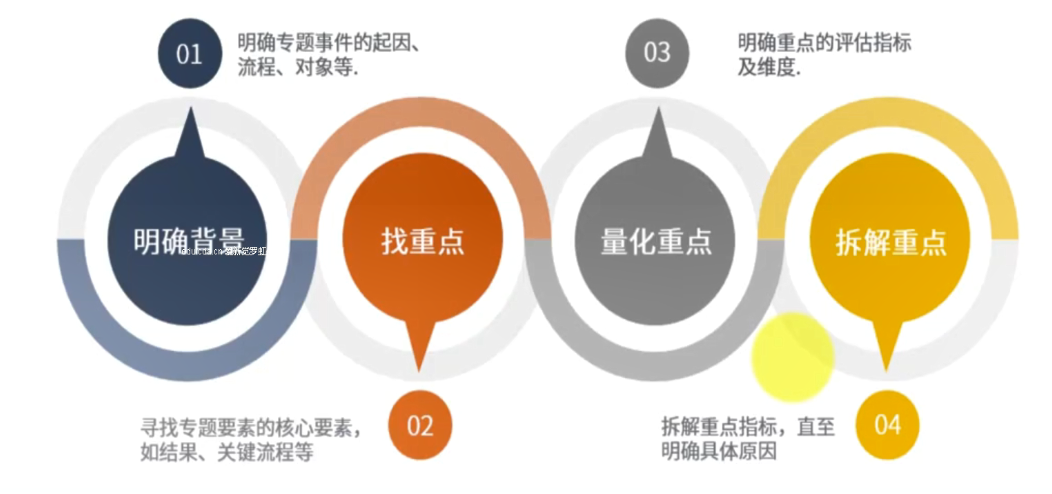 01
明确专题事件的起因、
流程、对象等.
明确背景
找重点
02
寻找专题要素的核心要素，
如结果、关键流程等
03
明确重点的评估指标
及维度.
量化重点
拆解重点
04
拆解重点指标，直至
明确具体原因